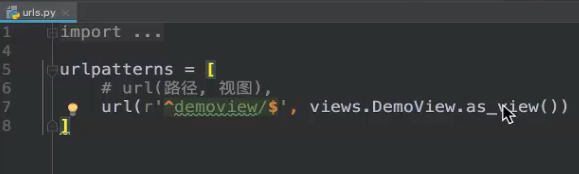 urls.py
1 import ...
4
5 urlpatterns = [
6 # url(路径, 视图),
7 url(r'^demoview/$', views.DemoView.as_view())
8 ]